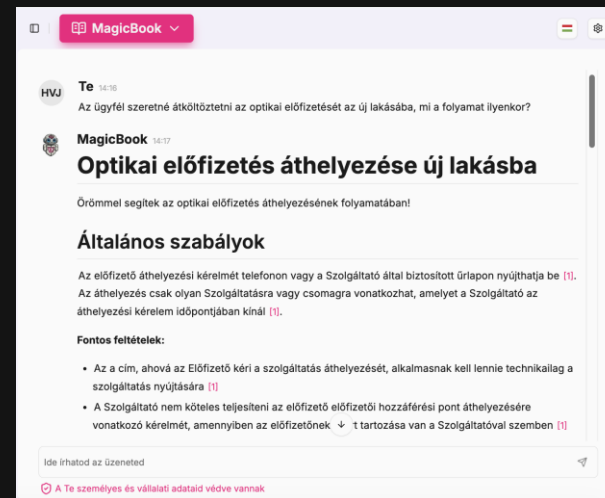 MagicBook
HVJ
Te 14:16
Az ügyfél szeretné átköltöztetni az optikai előfizetését az új lakásába, mi a folyamat ilyenkor?
MagicBook 14:17
Optikai előfizetés áthelyezése új lakásba
Örömmel segítek az optikai előfizetés áthelyezésének folyamatában!
Általános szabályok
Az előfizető áthelyezési kérelmét telefonon vagy a Szolgáltató által biztosított űrlapon nyújthatja be [1].
Az áthelyezés csak olyan Szolgáltatásra vagy csomagra vonatkozhat, amelyet a Szolgáltató az
áthelyezési kérelem időpontjában kínál [1].
Fontos feltételek:
• Az a cím, ahová az Előfizető kéri a szolgáltatás áthelyezését, alkalmasnak kell lennie technikailag a
szolgáltatás nyújtására [1]
• A Szolgáltató nem köteles teljesíteni az előfizető előfizetői hozzáférési pont áthelyezésére
vonatkozó kérelmét, amennyiben az előfizetőnek tartozása van a Szolgáltatóval szemben [1]
Ide írhatod az üzeneted
A Te személyes és vállalati adataid védve vannak